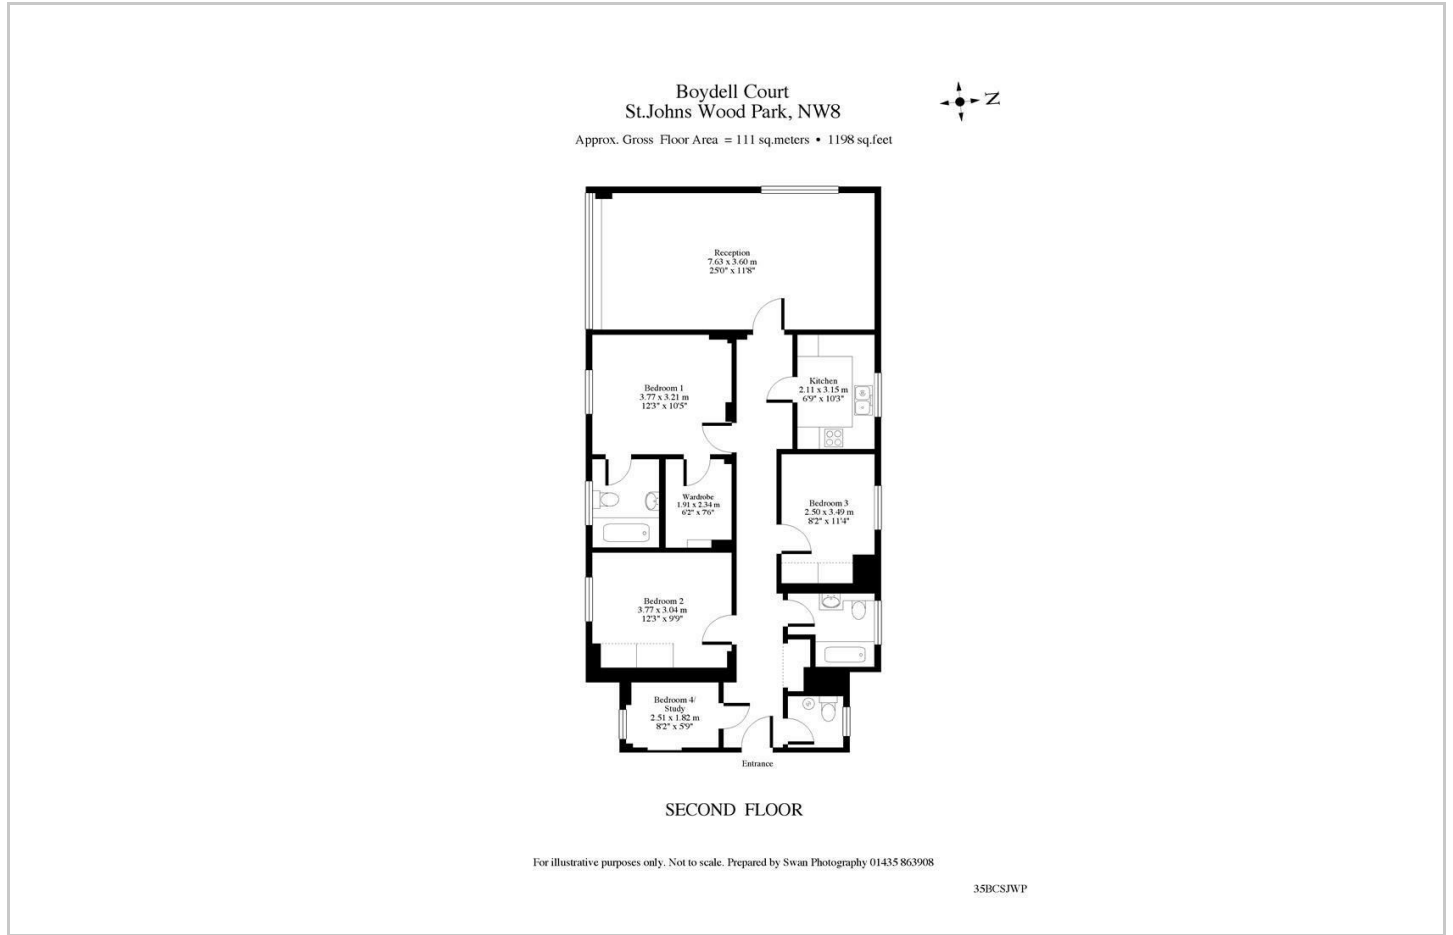 Boydell Court
St.Johns Wood Park, NW8
N
Approx. Gross Floor Area = 111 sq.meters • 1198 sq.feet
Reception
7.63 x 3.60 m
25'0" x 11'8"
Bedroom 1
3.77 x 3.21 m
12'3" x 10'5"
Kitchen
2.11 x 3.15 m
6'9" x 10'3"
Wardrobe
1.91 x 2.34 m
6'2" x 7'6"
Bedroom 3
2.50 x 3.49 m
8'2" x 11'4"
Bedroom 2
3.77 x 3.04 m
12'3" x 9'9"
Bedroom 4/
Study
2.51 x 1.82 m
8'2" x 5'9"
Entrance
SECOND FLOOR
For illustrative purposes only. Not to scale. Prepared by Swan Photography 01435 863908
35BCSJWP